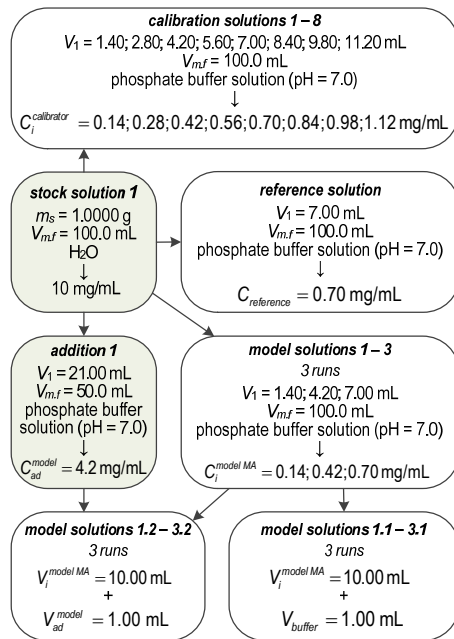 calibration solutions 1 – 8
V₁ = 1.40; 2.80; 4.20; 5.60; 7.00; 8.40; 9.80; 11.20 mL
Vm.f = 100.0 mL
phosphate buffer solution (pH = 7.0)
↓
Cᵢ^calibrator = 0.14; 0.28; 0.42; 0.56; 0.70; 0.84; 0.98; 1.12 mg/mL
stock solution 1
mₛ = 1.0000 g
Vm.f = 100.0 mL
H₂O
↓
10 mg/mL
reference solution
V₁ = 7.00 mL
Vm.f = 100.0 mL
phosphate buffer solution (pH = 7.0)
↓
C_reference = 0.70 mg/mL
addition 1
V₁ = 21.00 mL
Vm.f = 50.0 mL
phosphate buffer
solution (pH = 7.0)
↓
C_ad^model = 4.2 mg/mL
model solutions 1 – 3
3 runs
V₁ = 1.40; 4.20; 7.00 mL
Vm.f = 100.0 mL
phosphate buffer solution (pH = 7.0)
↓
Cᵢ^model MA = 0.14; 0.42; 0.70 mg/mL
model solutions 1.2 – 3.2
3 runs
Vᵢ^model MA = 10.00 mL
+
V_ad^model = 1.00 mL
model solutions 1.1 – 3.1
3 runs
Vᵢ^model MA = 10.00 mL
+
V_buffer = 1.00 mL